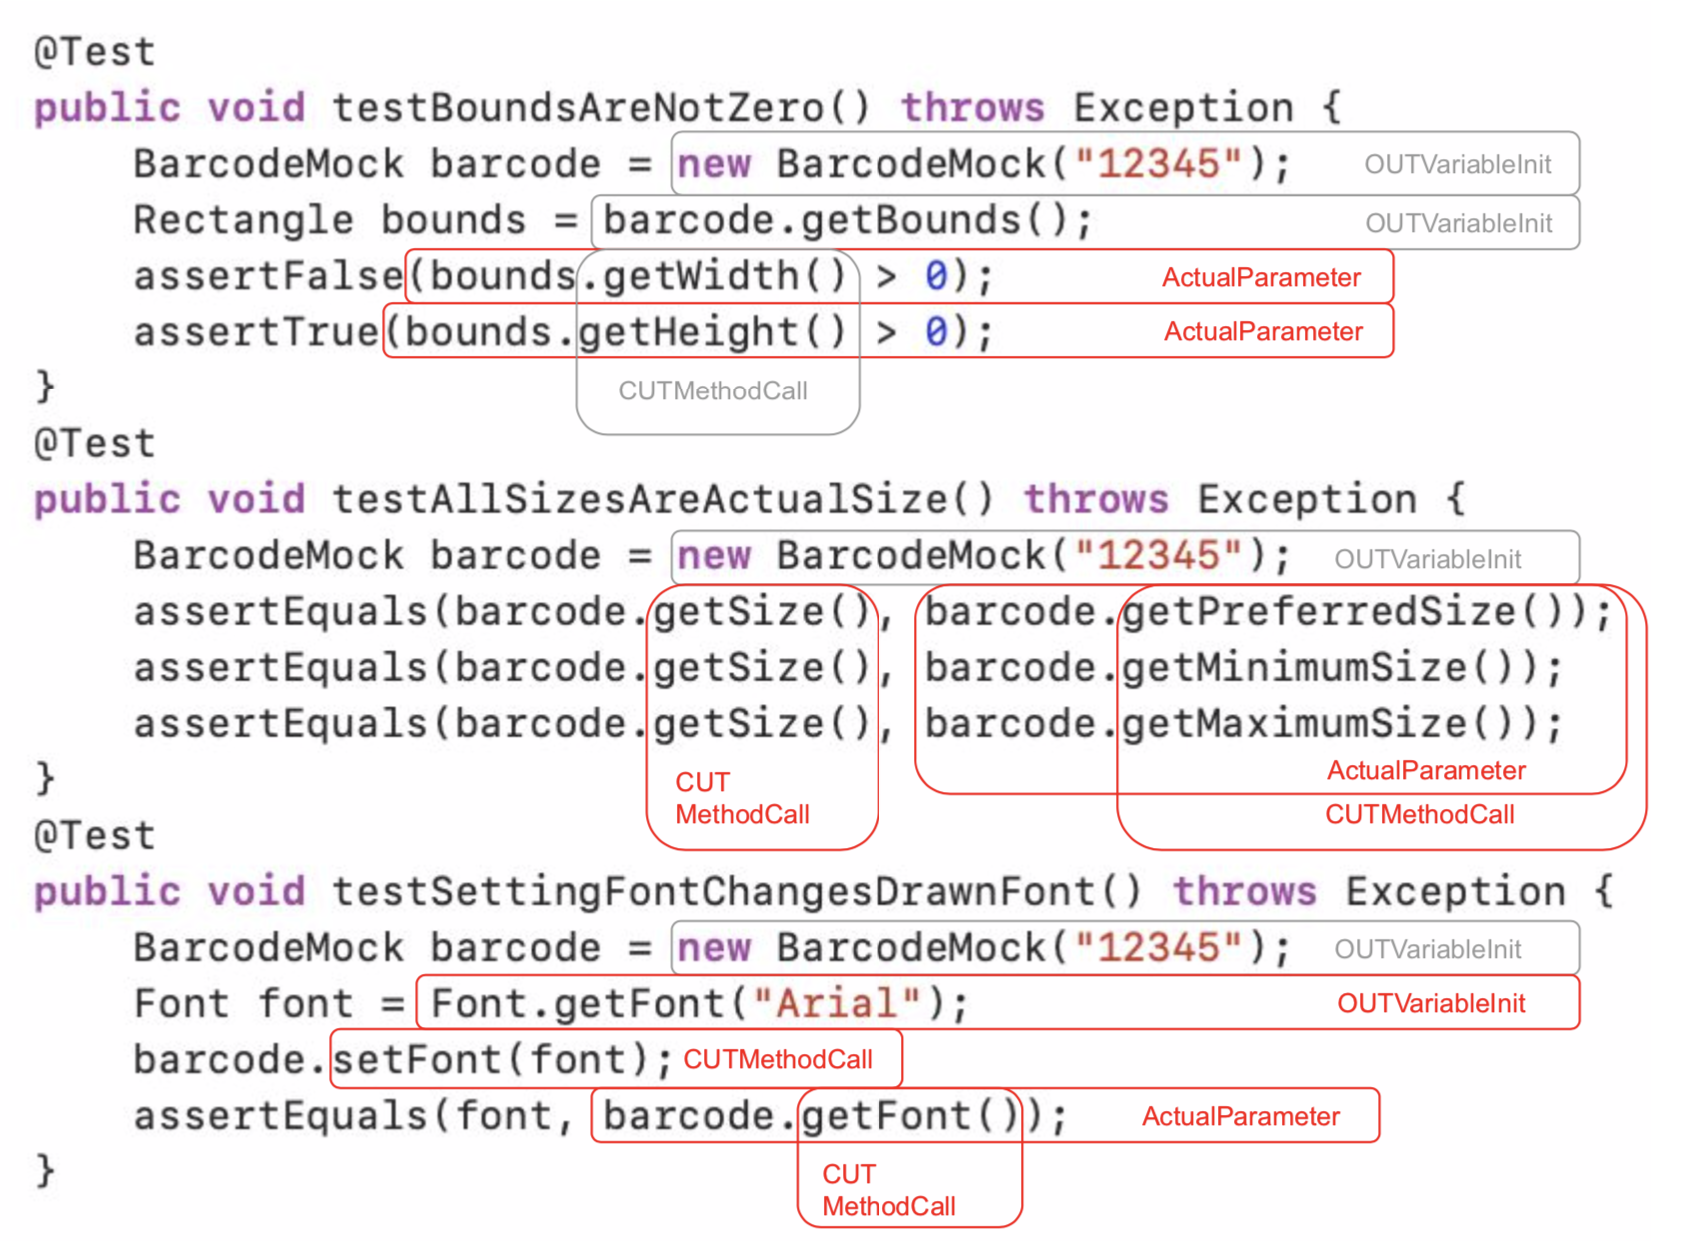 @Test
public void testBoundsAreNotZero() throws Exception {
BarcodeMock barcode = new BarcodeMock("12345"); OUTVariableInit
Rectangle bounds = barcode.getBounds(); OUTVariableInit
assertFalse(bounds.getWidth() > 0); ActualParameter
assertTrue(bounds.getHeight() > 0); ActualParameter
} CUTMethodCall
@Test
public void testAllSizesAreActualSize() throws Exception {
BarcodeMock barcode = new BarcodeMock("12345"); OUTVariableInit
assertEquals(barcode.getSize(), barcode.getPreferredSize());
assertEquals(barcode.getSize(), barcode.getMinimumSize());
assertEquals(barcode.getSize(), barcode.getMaximumSize());
} CUT ActualParameter
MethodCall CUTMethodCall
@Test
public void testSettingFontChangesDrawnFont() throws Exception {
BarcodeMock barcode = new BarcodeMock("12345"); OUTVariableInit
Font font = Font.getFont("Arial"); OUTVariableInit
barcode.setFont(font); CUTMethodCall
assertEquals(font, barcode.getFont()); ActualParameter
} CUT
MethodCall